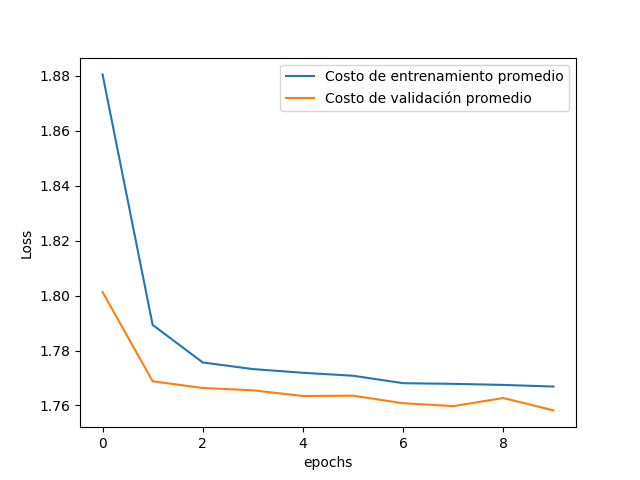 Costo de entrenamiento promedio
Costo de validación promedio
1.88
1.86
1.84
1.82
1.80
1.78
1.76
Loss
0 2 4 6 8
epochs